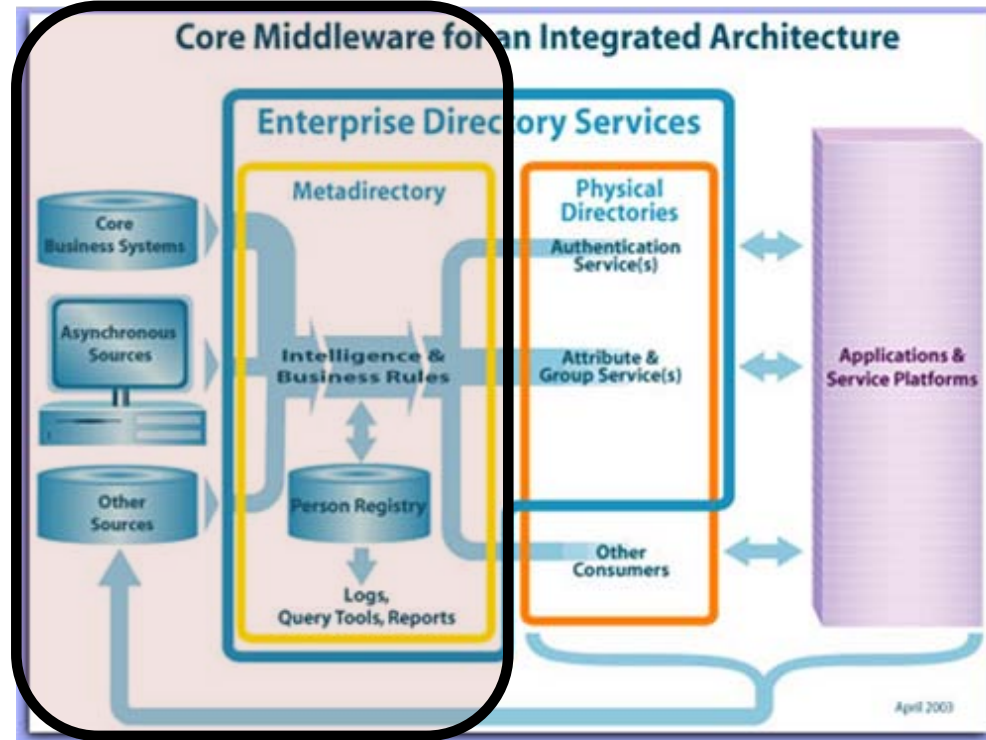 Core Middleware for an Integrated Architecture
Enterprise Directory Services
Metadirectory
Physical
Directories
Core
Business Systems
Authentication
Service(s)
Asynchronous
Sources
Intelligence &
Business Rules
Attribute &
Group Service(s)
Applications &
Service Platforms
Other
Sources
Person Registry
Other
Consumers
Logs,
Query Tools, Reports
April 2003